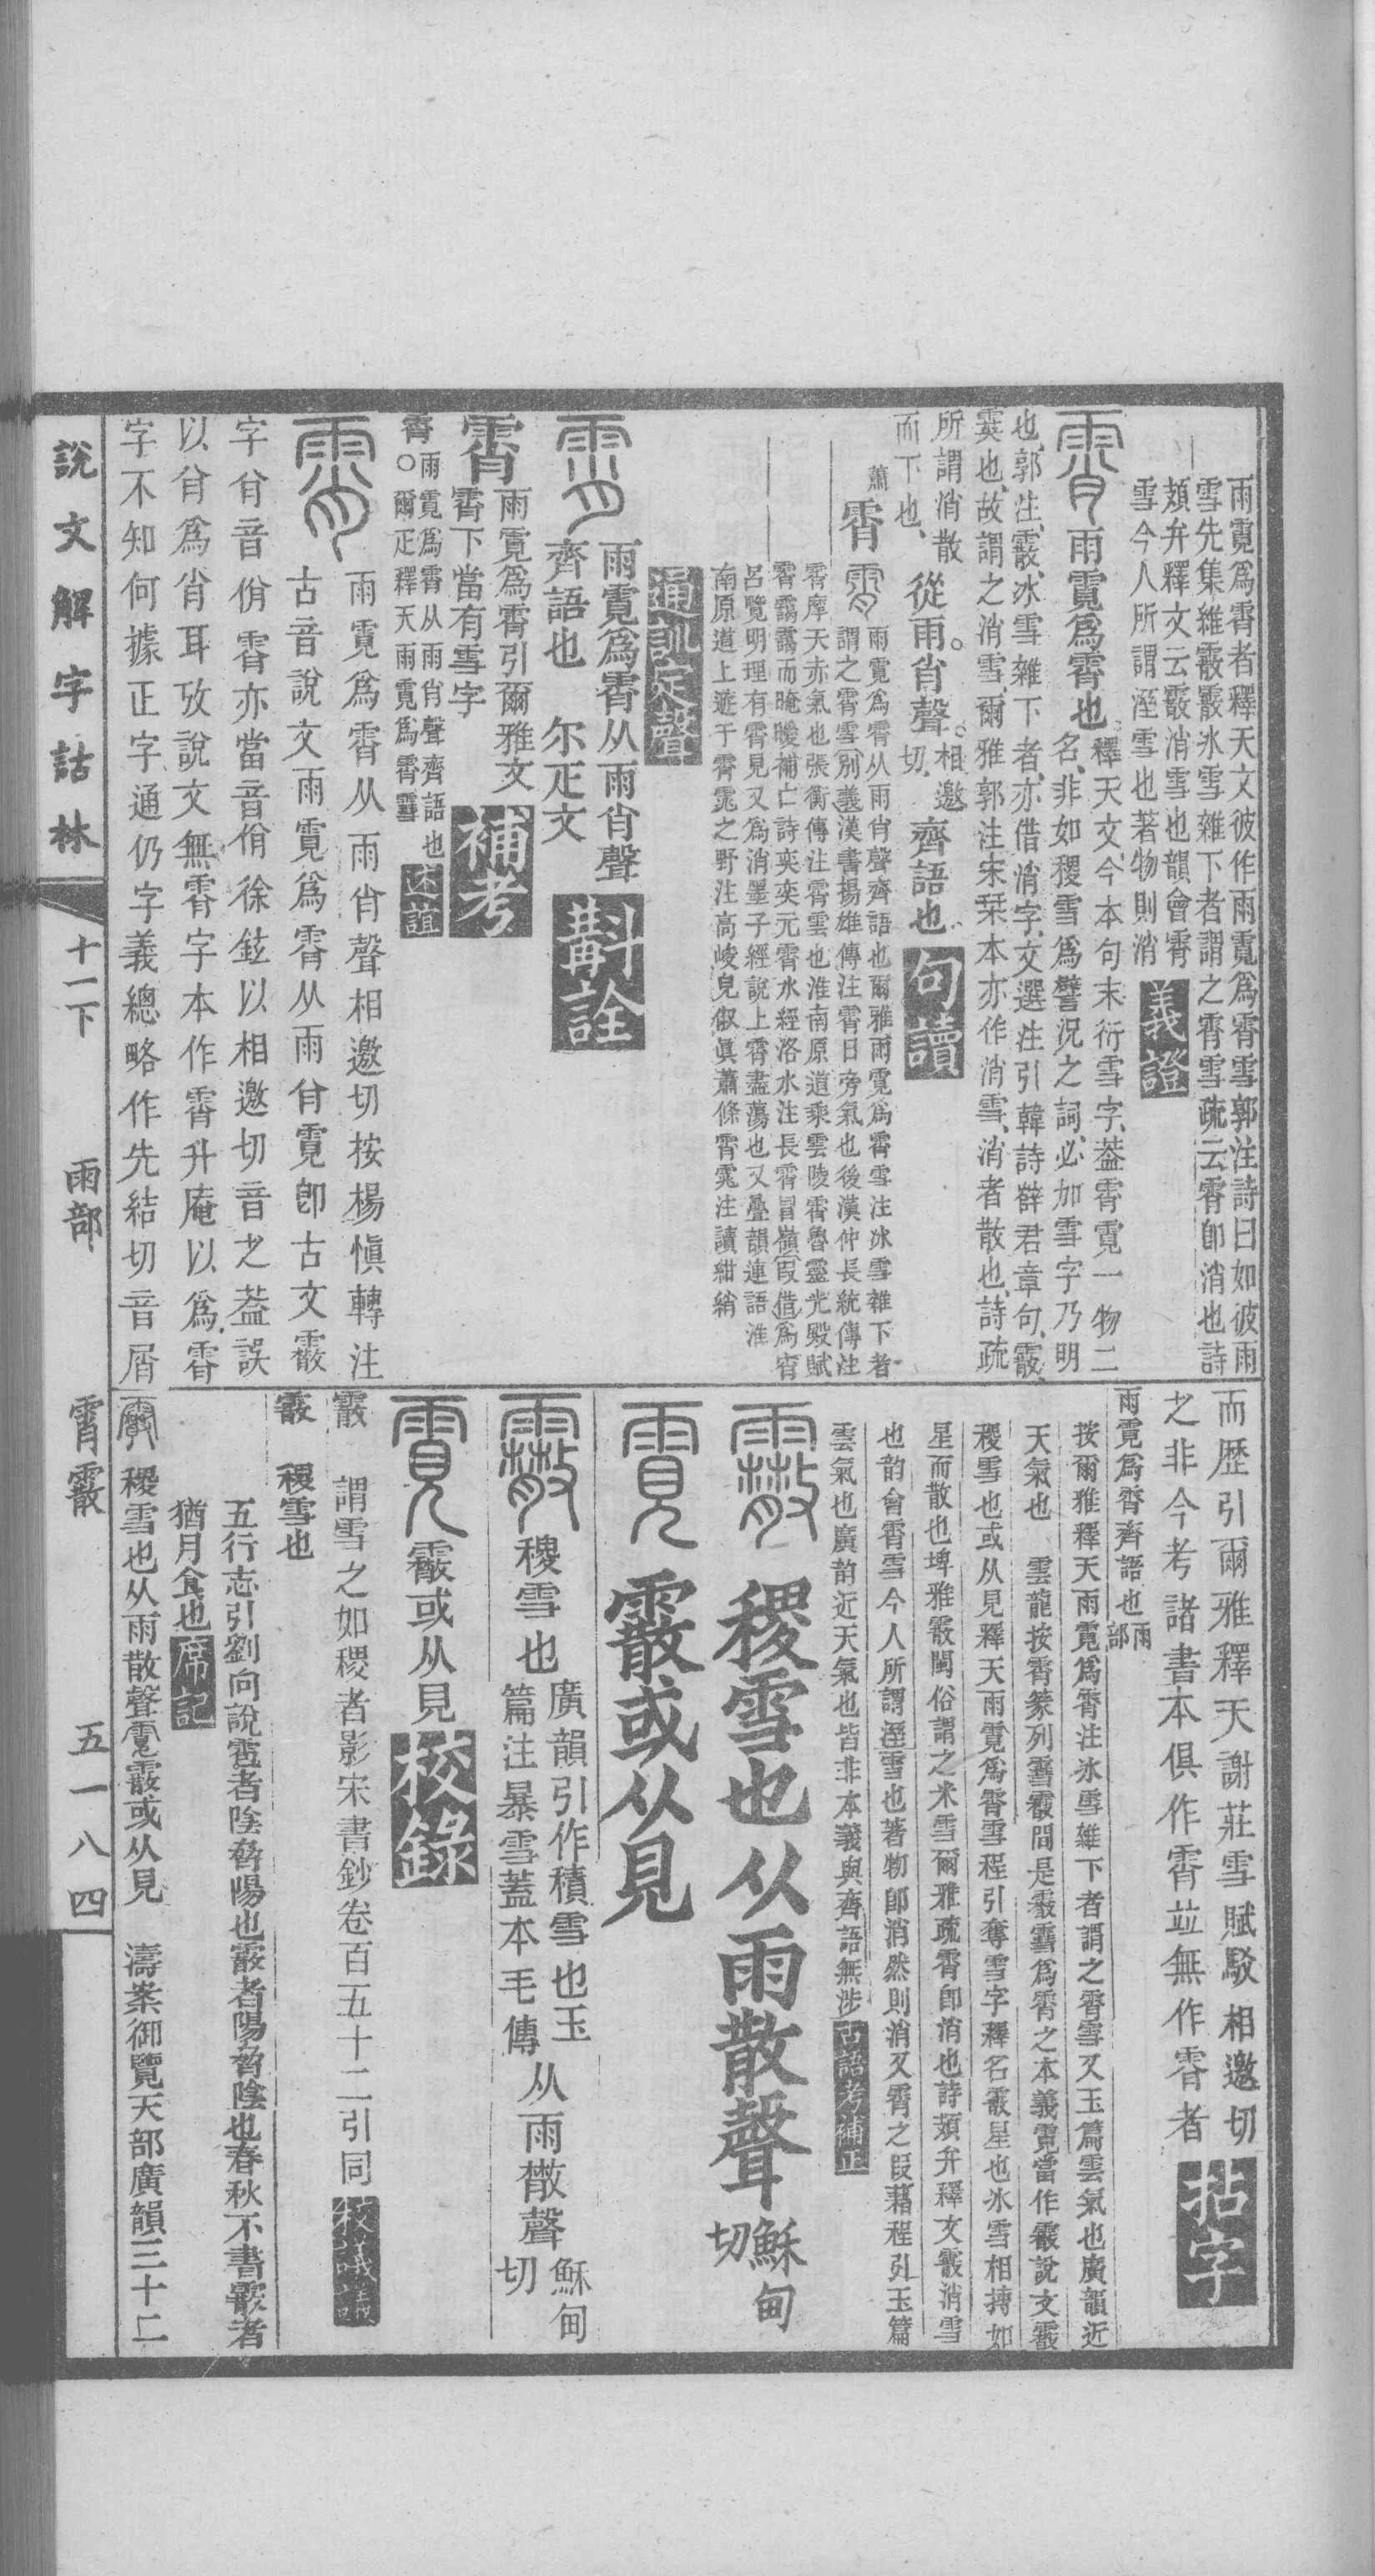 雨霓爲霄者釋天文彼作雨霓爲霄雪郭注詩曰如彼雨
雪先集維霰霰冰雪雜下者謂之霄雪疏云霄卽消也詩
頍弁釋文云霰消雪也韻會霄
雪今人所謂溼雪也著物則消
義證
雨霓爲霄也
釋天文今本句末衍雪字葢霄霓一物二
名非如稷雪爲譬況之詞必加雪字乃明
也郭注霰冰雪雜下者亦借消字文選注引韓詩薛君章句霰
霙也故謂之消雪爾雅郭注宋栞本亦作消雪消者散也詩疏
所謂消散
而下也
從雨肖聲
相邀
切
齊語也
句讀
蕭
霄
雨霓爲霄从雨肖聲齊語也爾雅雨霓爲霄雪注冰雪雜下者
謂之霄雪別義漢書揚雄傳注霄日旁氣也後漢仲長統傳注
霄摩天赤氣也張衡傳注霄雲也淮南原道乘雲陵霄魯靈光殿賦
霄靄靄而晻曖補亡詩奕奕元霄水經洛水注長霄冒嶺叚借爲宵
呂覽明理有霄見又爲消墨子經說上霄盡蕩也又疊韻連語淮
南原道上遊于霄雿之野注高峻皃俶眞蕭條霄雿注讀紺綃
通訓定聲
雨霓爲霄从雨肖聲
齊語也 尔疋文
斠詮
霄
雨霓爲霄引爾雅文
霄下當有雪字
補考
霄○
雨霓爲霄从雨肖聲齊語也
爾疋釋天雨霓爲霄雪
述誼
雨霓爲霄从雨肖聲相邀切按楊愼轉注
古音說文雨霓爲霄从雨肖霓卽古文霰
字肖音佾霄亦當音佾徐鉉以相邀切音之葢誤
以肖爲肖耳攷說文無霄字本作霄升庵以爲霄
字不知何據正字通仍字義總略作先結切音屑
而歷引爾雅釋天謝莊雪賦駁相邀切
之非今考諸書本俱作霄竝無作霄者
拈字
雨霓爲霄齊語也
雨
部
按爾雅釋天雨霓爲霄注冰雪雜下者謂之霄雪又玉篇雲氣也廣韻近
天氣也 雲龍按霄篆列霅霰間是霰霅爲霄之本義霓當作霰說文霰
稷雪也或从見釋天雨霓爲霄雪程引奪雪字釋名霰星也冰雪相摶如
星而散也埤雅霰閩俗謂之米雪爾雅疏霄卽消也詩頍弁釋文霰消雪
也韵會霄雪今人所謂溼雪也著物卽消然則消又霄之叚藉程引玉篇
雲氣也廣韵近天氣也皆非本義與齊語無涉
古語考補正
稷雪也从雨散聲
穌甸
切
霰或从見
稷雪也
廣韻引作積雪也玉
篇注暴雪蓋本毛傳
从雨㪔聲
穌甸
切
霰或从見
校錄
霰 謂雪之如稷者影宋書鈔卷百五十二引同
校議
霰 稷雪也
五行志引劉向說雹者陰脅陽也霰者陽脅陰也春秋不書霰者
猶月食也
席記
稷雪也从雨散聲霓霰或从見 濤案御覽天部廣韻三十二
說文解字詁林
十一下
雨部
霄霰
五一八四